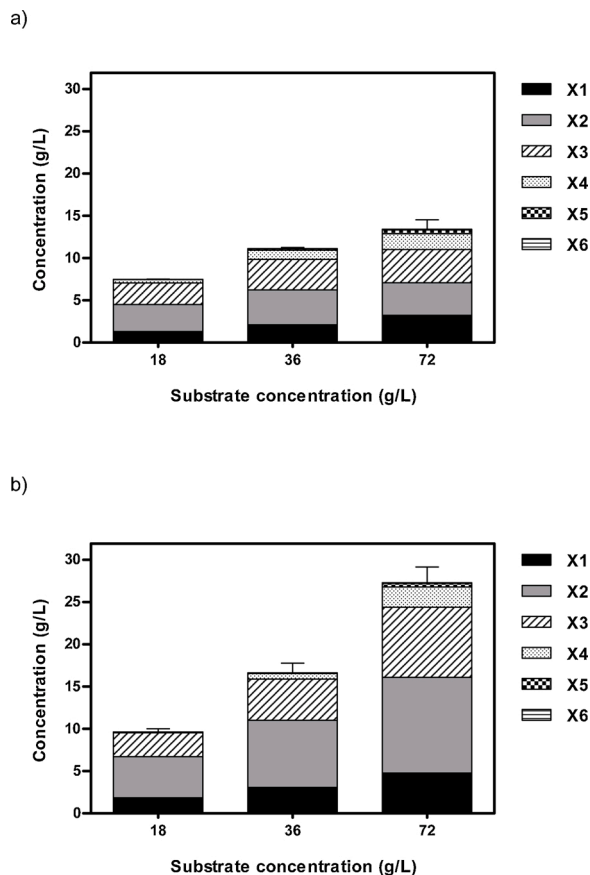 a)
Concentration (g/L)
30
25
20
15
10
5
0
18 36 72
Substrate concentration (g/L)
X1
X2
X3
X4
X5
X6
b)
Concentration (g/L)
30
25
20
15
10
5
0
18 36 72
Substrate concentration (g/L)
X1
X2
X3
X4
X5
X6